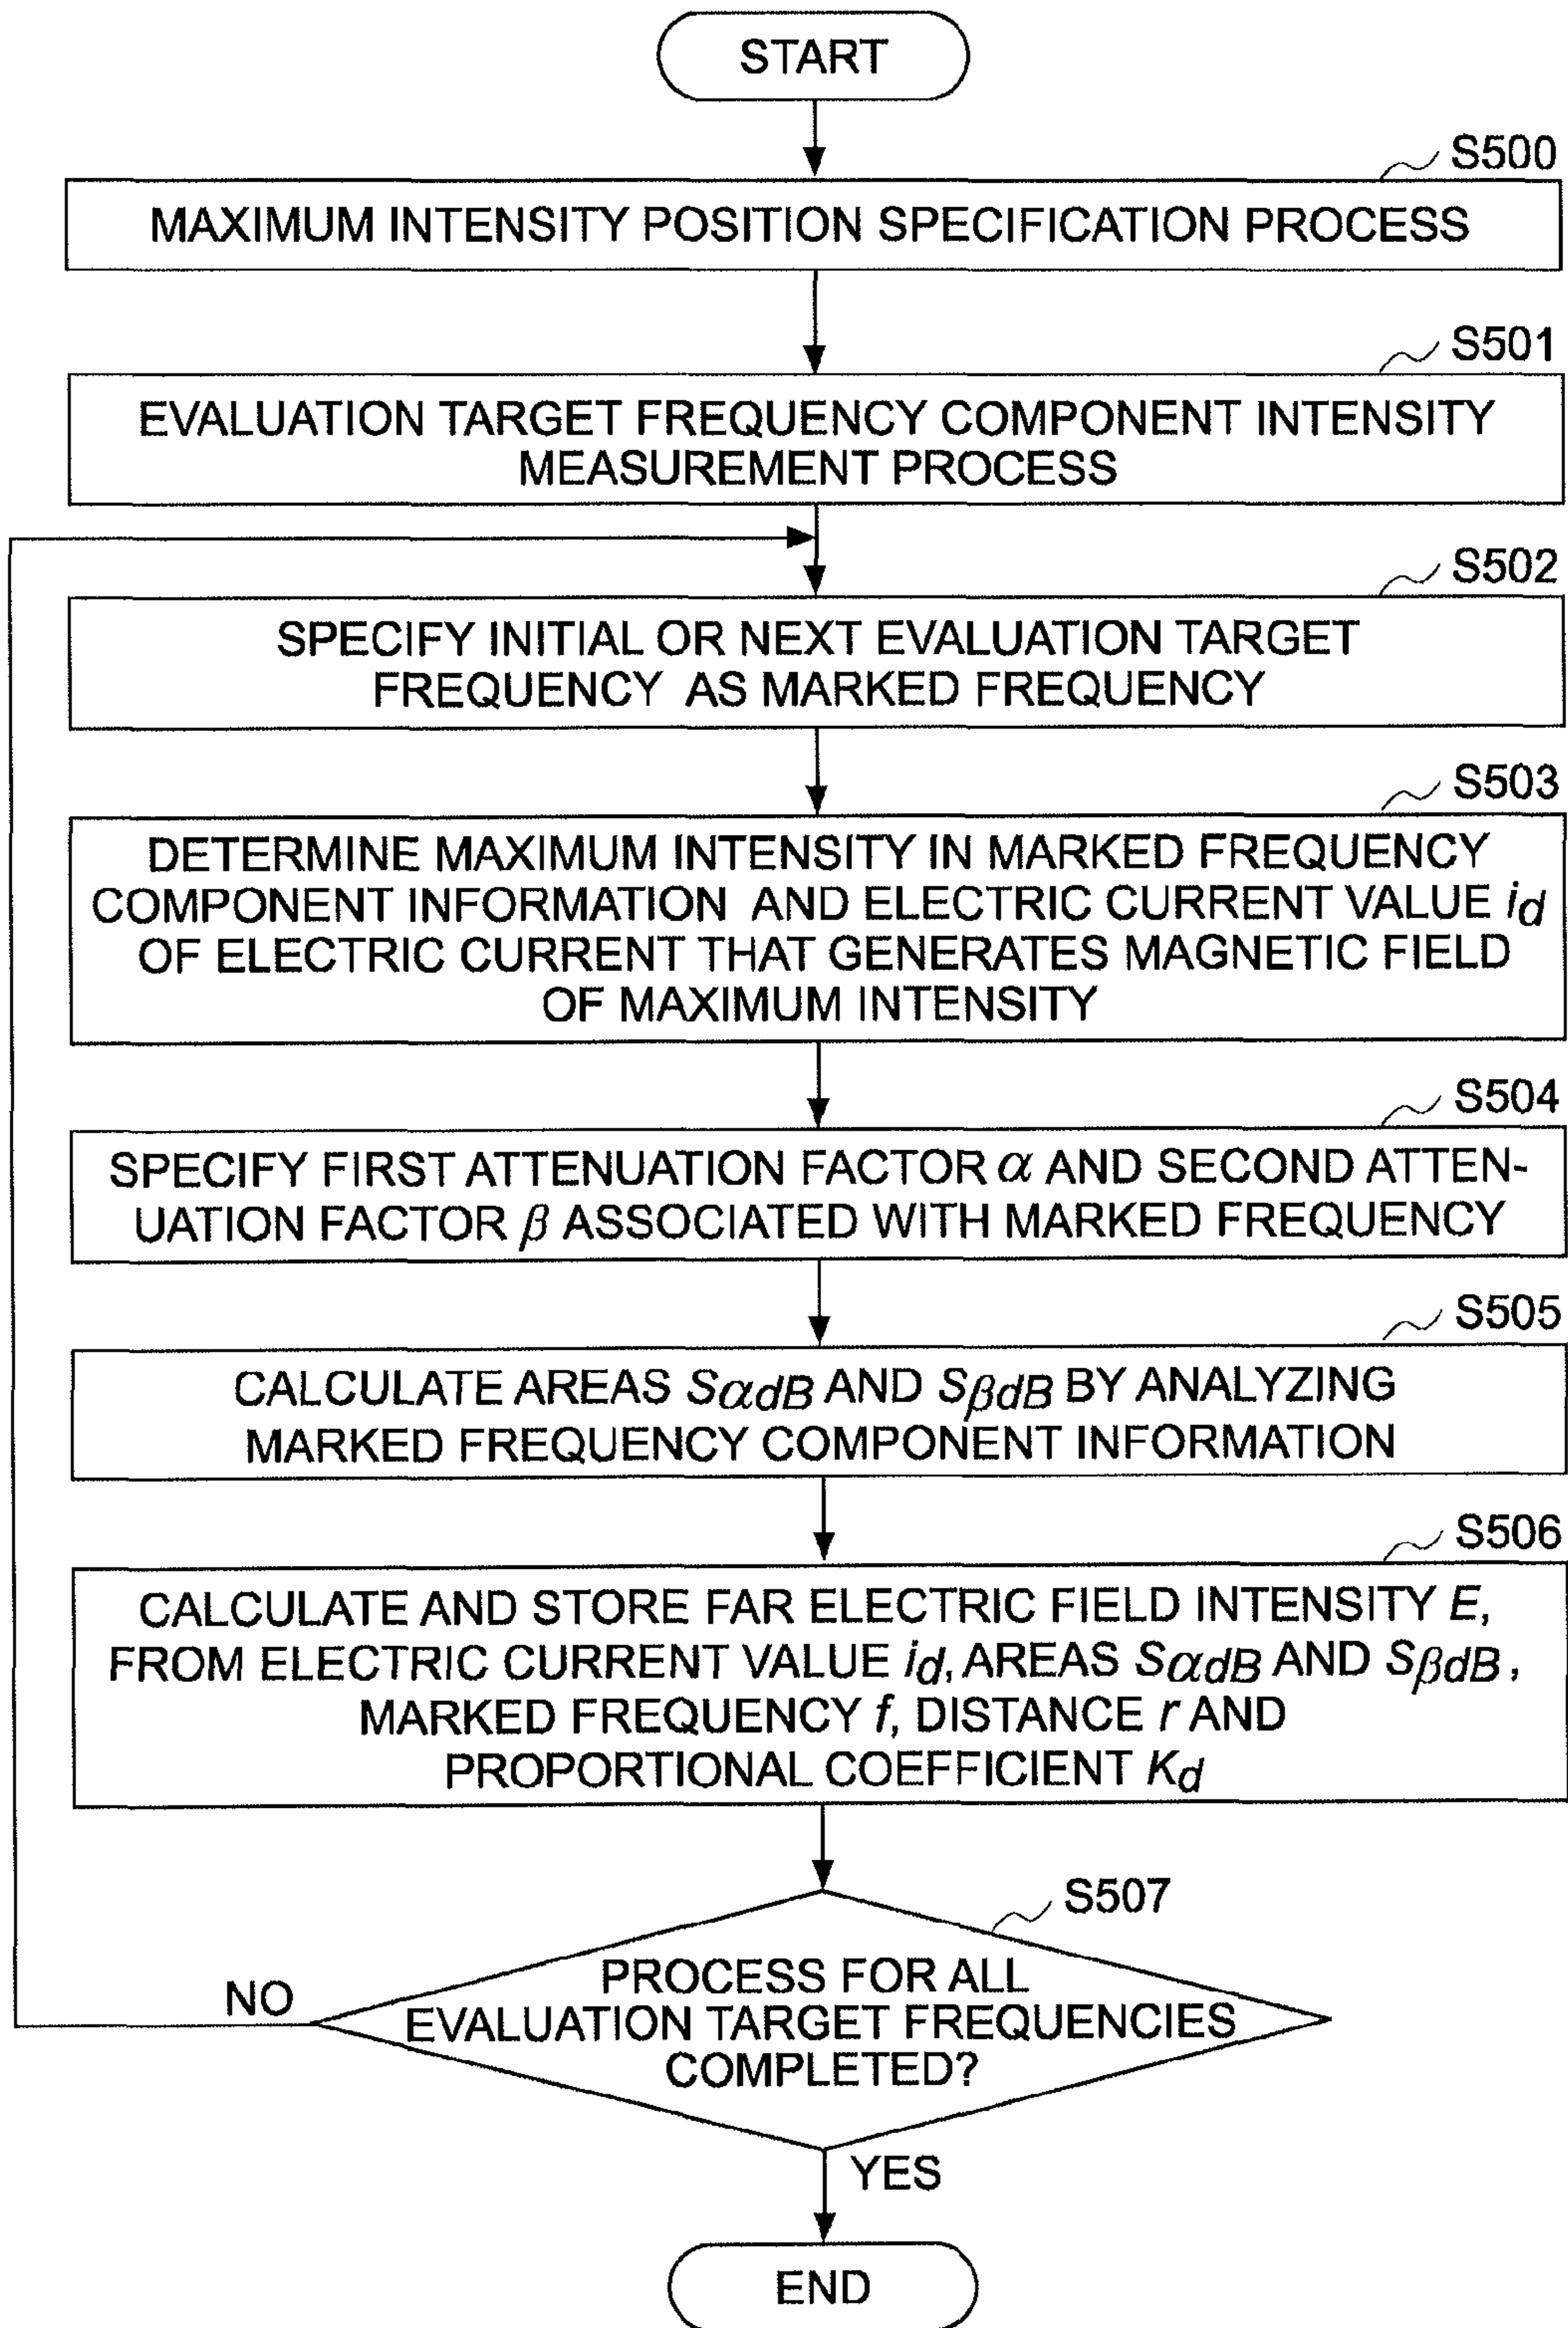 START
S500
MAXIMUM INTENSITY POSITION SPECIFICATION PROCESS
S501
EVALUATION TARGET FREQUENCY COMPONENT INTENSITY
MEASUREMENT PROCESS
S502
SPECIFY INITIAL OR NEXT EVALUATION TARGET
FREQUENCY AS MARKED FREQUENCY
S503
DETERMINE MAXIMUM INTENSITY IN MARKED FREQUENCY
COMPONENT INFORMATION AND ELECTRIC CURRENT VALUE id
OF ELECTRIC CURRENT THAT GENERATES MAGNETIC FIELD
OF MAXIMUM INTENSITY
S504
SPECIFY FIRST ATTENUATION FACTOR α AND SECOND ATTEN-
UATION FACTOR β ASSOCIATED WITH MARKED FREQUENCY
S505
CALCULATE AREAS SαdB AND SβdB BY ANALYZING
MARKED FREQUENCY COMPONENT INFORMATION
S506
CALCULATE AND STORE FAR ELECTRIC FIELD INTENSITY E,
FROM ELECTRIC CURRENT VALUE id, AREAS SαdB AND SβdB,
MARKED FREQUENCY f, DISTANCE r AND
PROPORTIONAL COEFFICIENT Kd
S507
PROCESS FOR ALL
EVALUATION TARGET FREQUENCIES
COMPLETED?
NO
YES
END